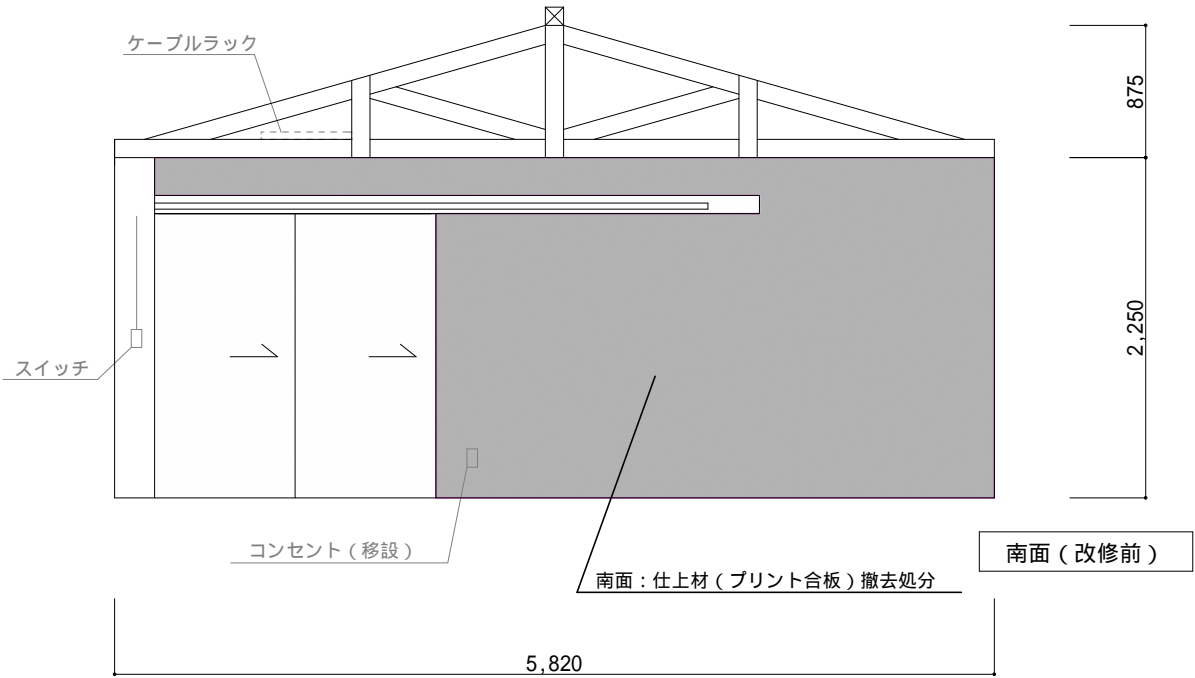 ケーブルラック
875
2,250
スイッチ
コンセント（移設）
南面（改修前）
南面：仕上材（プリント合板）撤去処分
5,820